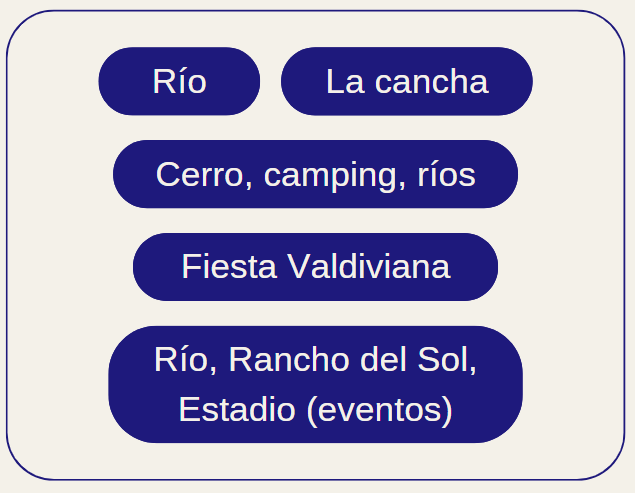 Río
La cancha
Cerro, camping, ríos
Fiesta Valdiviana
Río, Rancho del Sol,
Estadio (eventos)